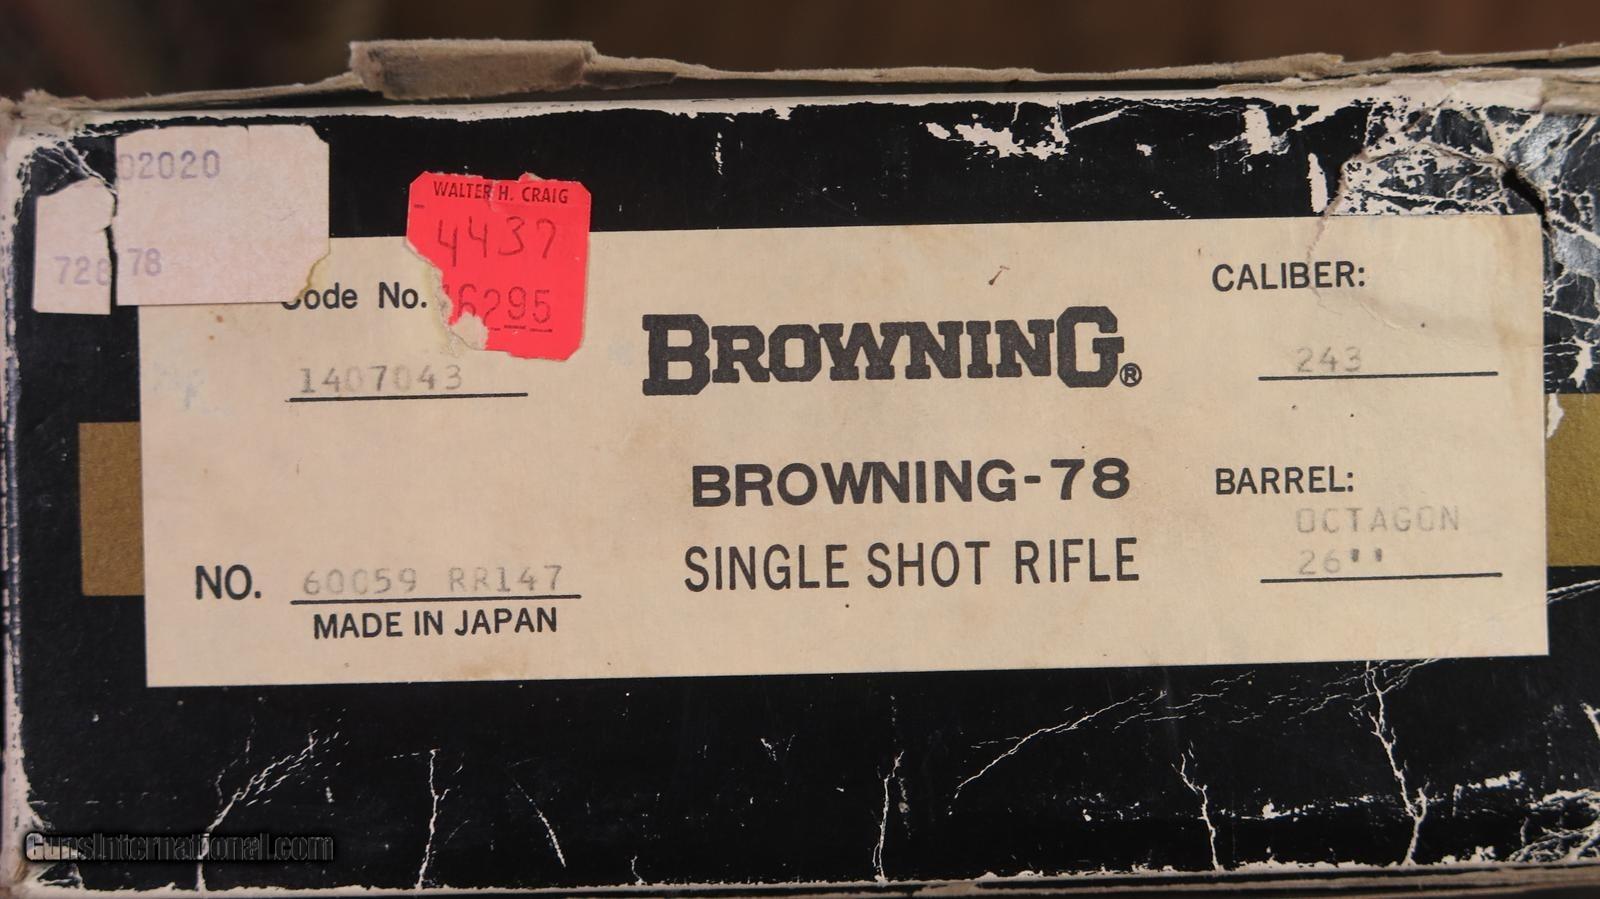 02020
728 78
WALTER H. CRAIG
4437
6295
Code No.
1407043
BROWNING®
CALIBER:
243
BROWNING-78
SINGLE SHOT RIFLE
BARREL:
OCTAGON
26"
NO. 60059 RR147
MADE IN JAPAN
GunsInternational.com